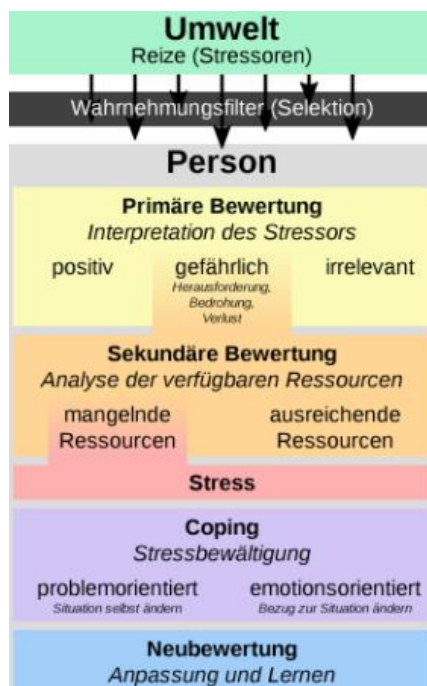 Umwelt
Reize (Stressoren)
Wahrnehmungsfilter (Selektion)
Person
Primäre Bewertung
Interpretation des Stressors
positiv gefährlich irrelevant
Herausforderung,
Bedrohung,
Verlust
Sekundäre Bewertung
Analyse der verfügbaren Ressourcen
mangelnde ausreichende
Ressourcen Ressourcen
Stress
Coping
Stressbewältigung
problemorientiert emotionsorientiert
Situation selbst ändern Bezug zur Situation ändern
Neubewertung
Anpassung und Lernen